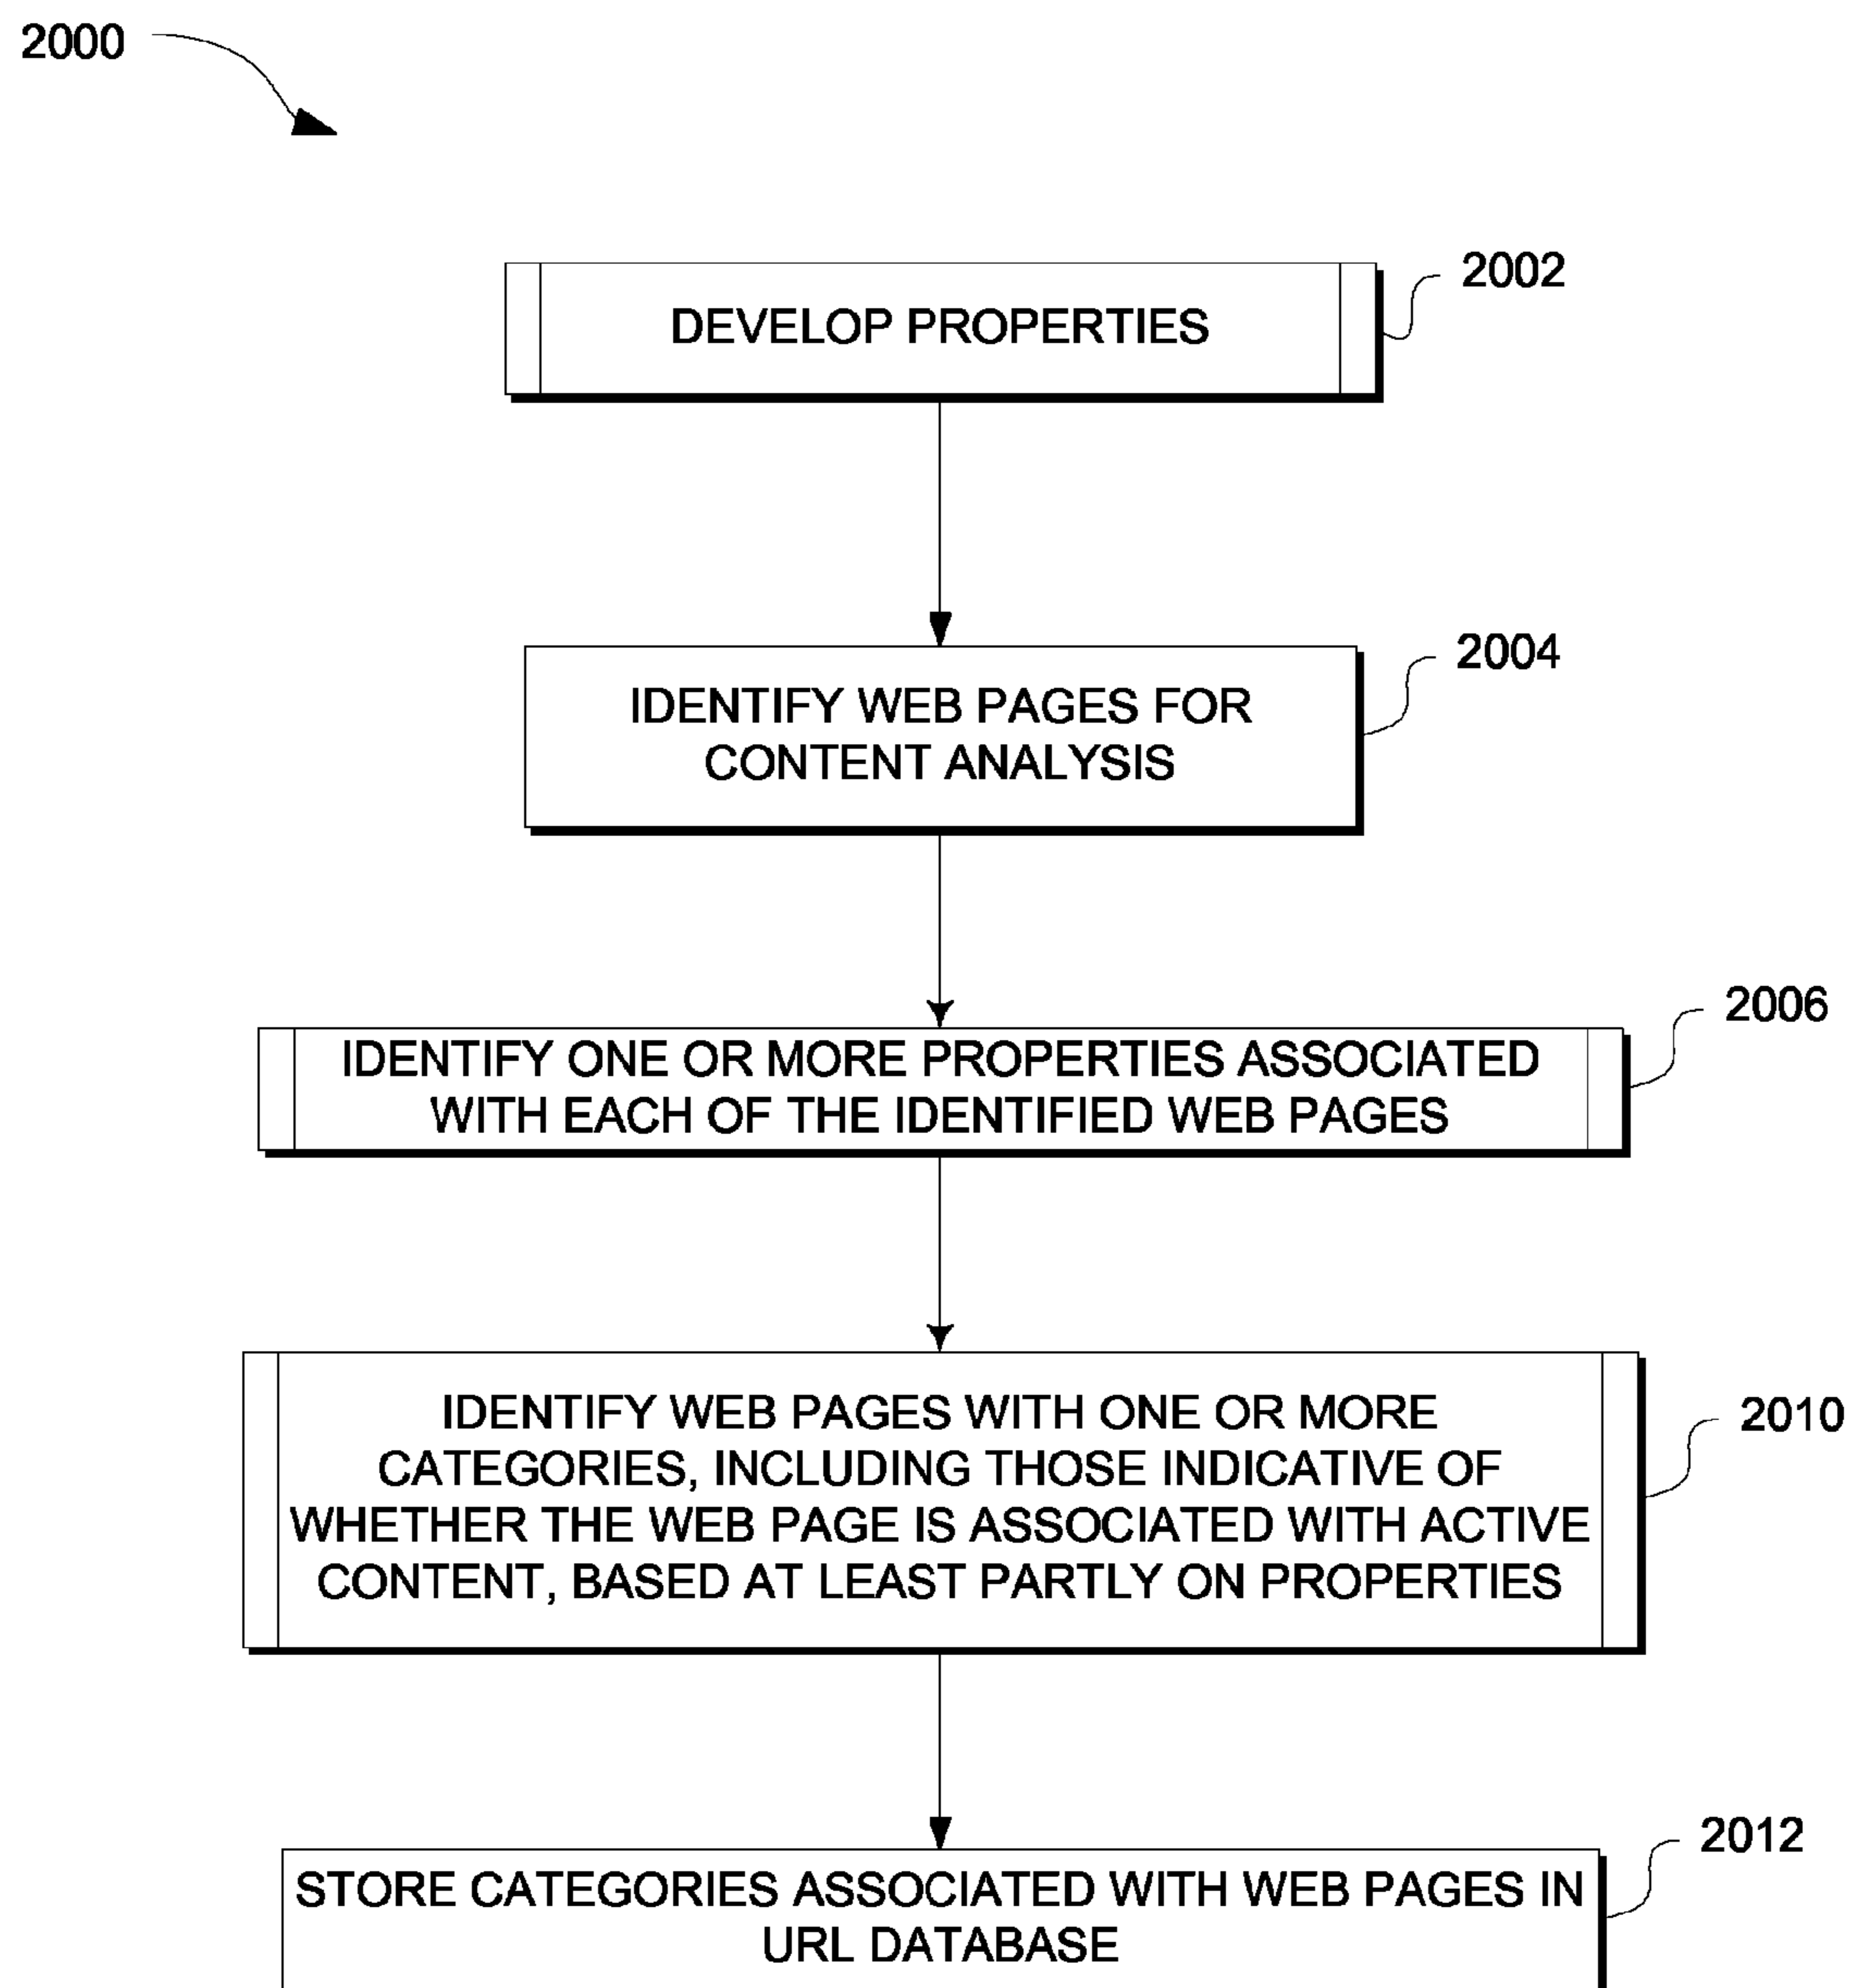 2000
2002
DEVELOP PROPERTIES
2004
IDENTIFY WEB PAGES FOR
CONTENT ANALYSIS
2006
IDENTIFY ONE OR MORE PROPERTIES ASSOCIATED
WITH EACH OF THE IDENTIFIED WEB PAGES
2010
IDENTIFY WEB PAGES WITH ONE OR MORE
CATEGORIES, INCLUDING THOSE INDICATIVE OF
WHETHER THE WEB PAGE IS ASSOCIATED WITH ACTIVE
CONTENT, BASED AT LEAST PARTLY ON PROPERTIES
2012
STORE CATEGORIES ASSOCIATED WITH WEB PAGES IN
URL DATABASE